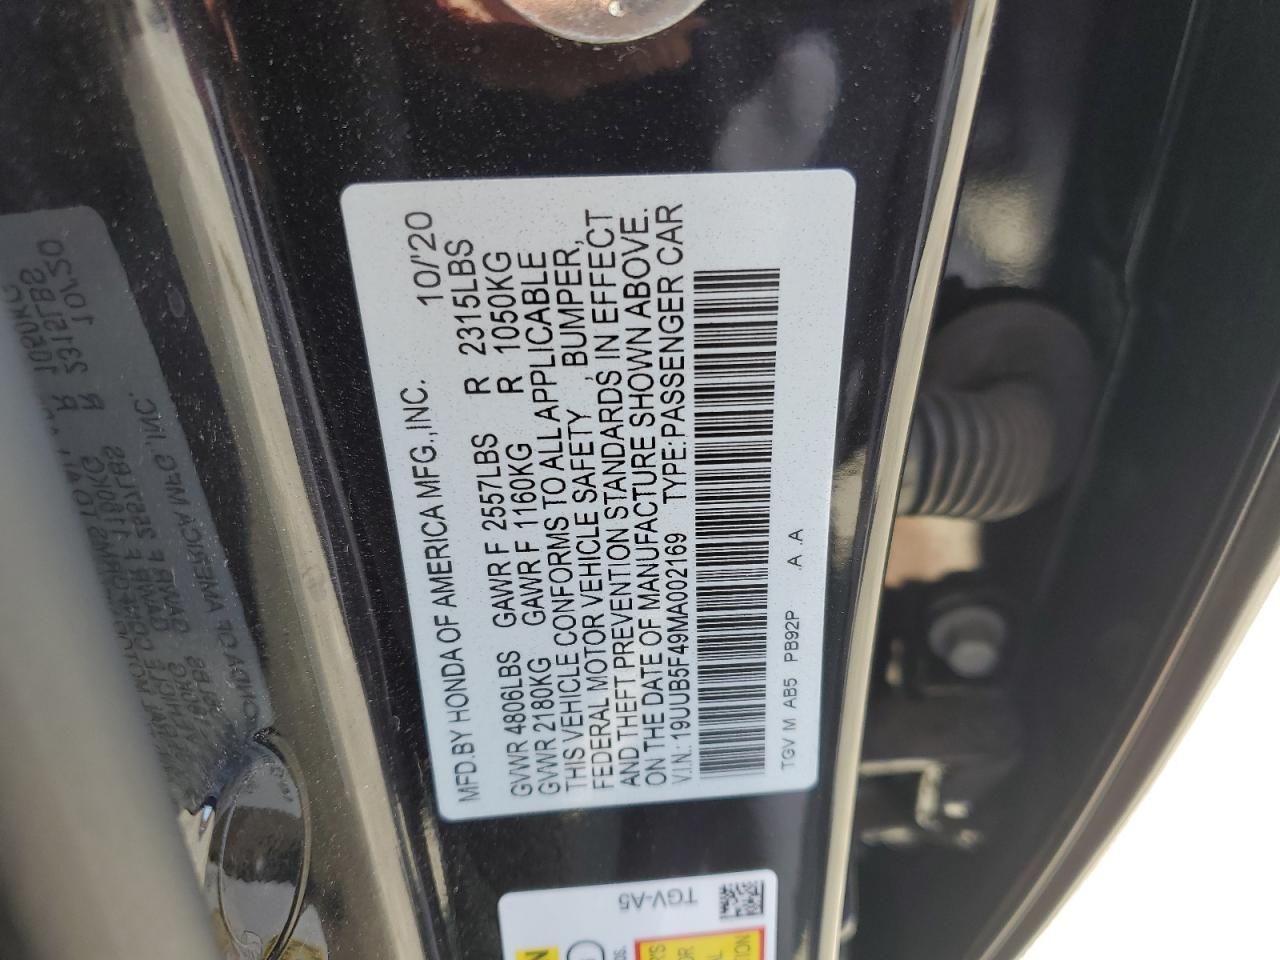 MFD.BY HONDA OF AMERICA MFG.,INC. 10/'20
GVWR 4806LBS GAWR F 2557LBS R 2315LBS
GVWR 2180KG GAWR F 1160KG R 1050KG
THIS VEHICLE CONFORMS TO ALL APPLICABLE
FEDERAL MOTOR VEHICLE SAFETY, BUMPER,
AND THEFT PREVENTION STANDARDS IN EFFECT
ON THE DATE OF MANUFACTURE SHOWN ABOVE.
V.I.N.: 19UUB5F49MA002169 TYPE:PASSENGER CAR
TGV M AB5 PB92P .A .A
TGV-A5